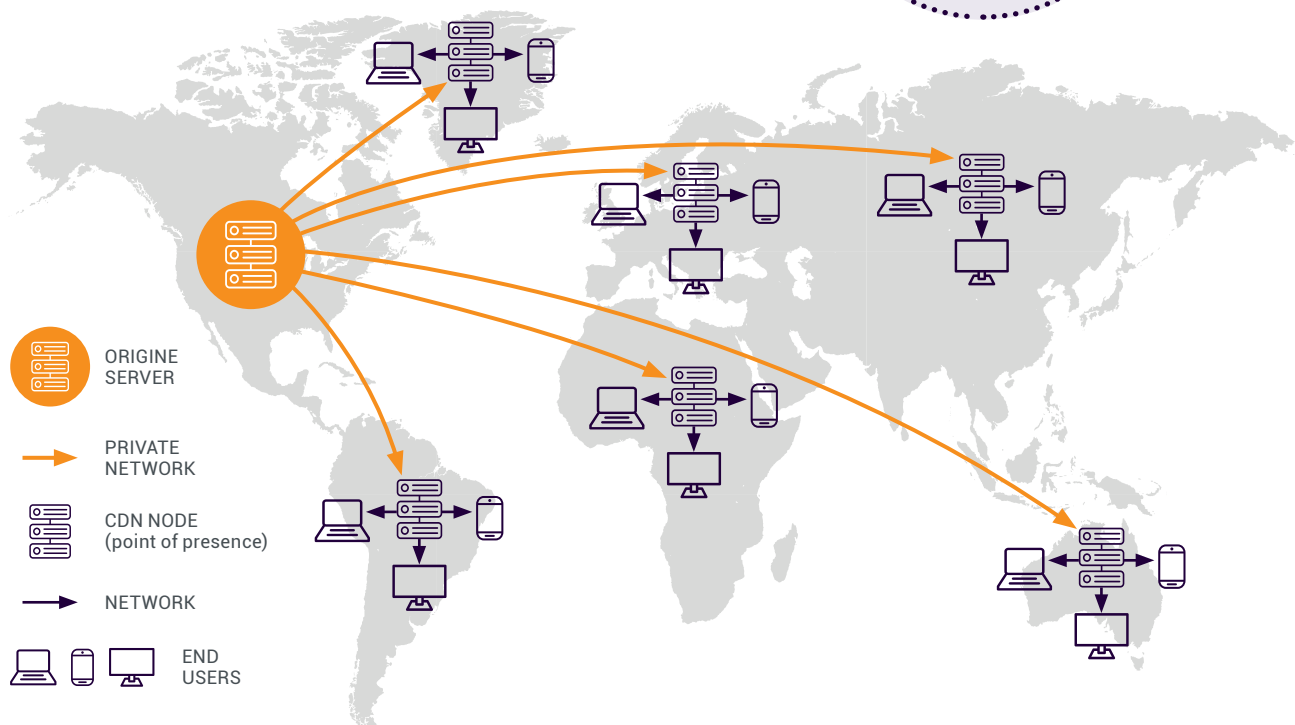 ORIGINE
SERVER
PRIVATE
NETWORK
CDN NODE
(point of presence)
NETWORK
END
USERS